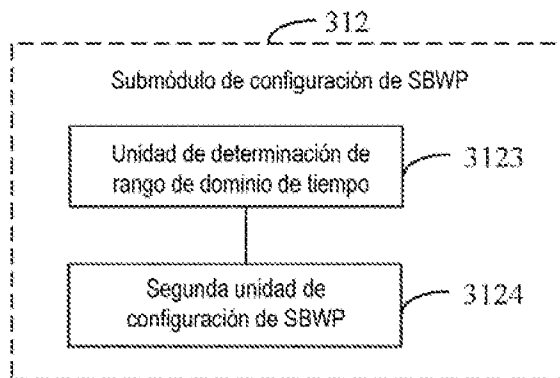 312
Submódulo de configuración de SBWP
Unidad de determinación de
rango de dominio de tiempo
3123
Segunda unidad de
configuración de SBWP
3124